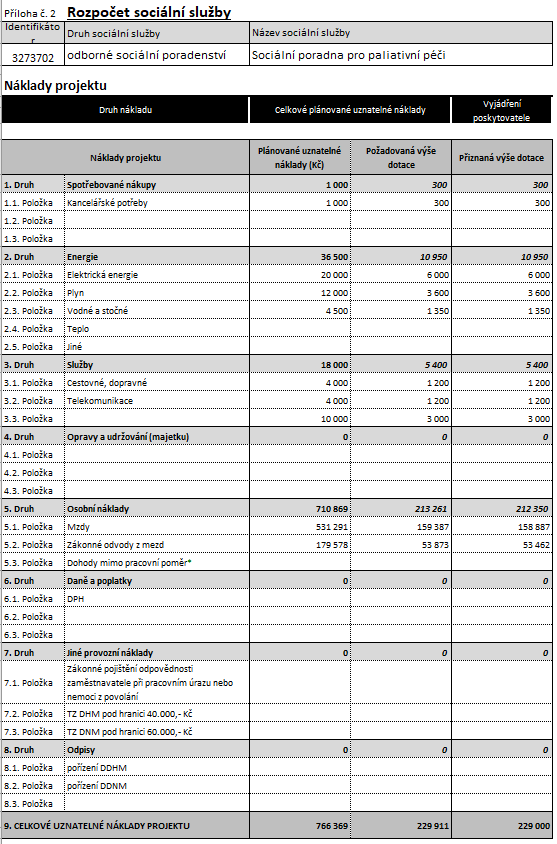 Příloha č. 2 Rozpočet sociální služby
Identifikáto
r Druh sociální služby Název sociální služby
3273702 odborné sociální poradenství Sociální poradna pro paliativní péči
Náklady projektu
Druh nákladu Celkové plánované uznatelné náklady Vyjádření
poskytovatele
Náklady projektu Plánované uznatelné
náklady (Kč) Požadovaná výše
dotace Přiznaná výše dotace
1. Druh Spotřebované nákupy 1 000 300 300
1.1. Položka Kancelářské potřeby 1 000 300 300
1.2. Položka
1.3. Položka
2. Druh Energie 36 500 10 950 10 950
2.1. Položka Elektrická energie 20 000 6 000 6 000
2.2. Položka Plyn 12 000 3 600 3 600
2.3. Položka Vodné a stočné 4 500 1 350 1 350
2.4. Položka Teplo
2.5. Položka Jiné
3. Druh Služby 18 000 5 400 5 400
3.1. Položka Cestovné, dopravné 4 000 1 200 1 200
3.2. Položka Telekomunikace 4 000 1 200 1 200
3.3. Položka 10 000 3 000 3 000
4. Druh Opravy a udržování (majetku) 0 0 0
4.1. Položka
4.2. Položka
4.3. Položka
5. Druh Osobní náklady 710 869 213 261 212 350
5.1. Položka Mzdy 531 291 159 387 158 887
5.2. Položka Zákonné odvody z mezd 179 578 53 873 53 462
5.3. Položka Dohody mimo pracovní poměr*
6. Druh Daně a poplatky 0 0 0
6.1. Položka DPH
6.2. Položka
6.3. Položka
7. Druh Jiné provozní náklady 0 0 0
7.1. Položka Zákonné pojištění odpovědnosti
zaměstnavatele při pracovním úrazu nebo
nemoci z povolání
7.2. Položka TZ DHM pod hranici 40.000,- Kč
7.3. Položka TZ DNM pod hranici 60.000,- Kč
8. Druh Odpisy 0 0 0
8.1. Položka pořízení DDHM
8.2. Položka pořízení DDNM
8.3. Položka
9. CELKOVÉ UZNATELNÉ NÁKLADY PROJEKTU 766 369 229 911 229 000